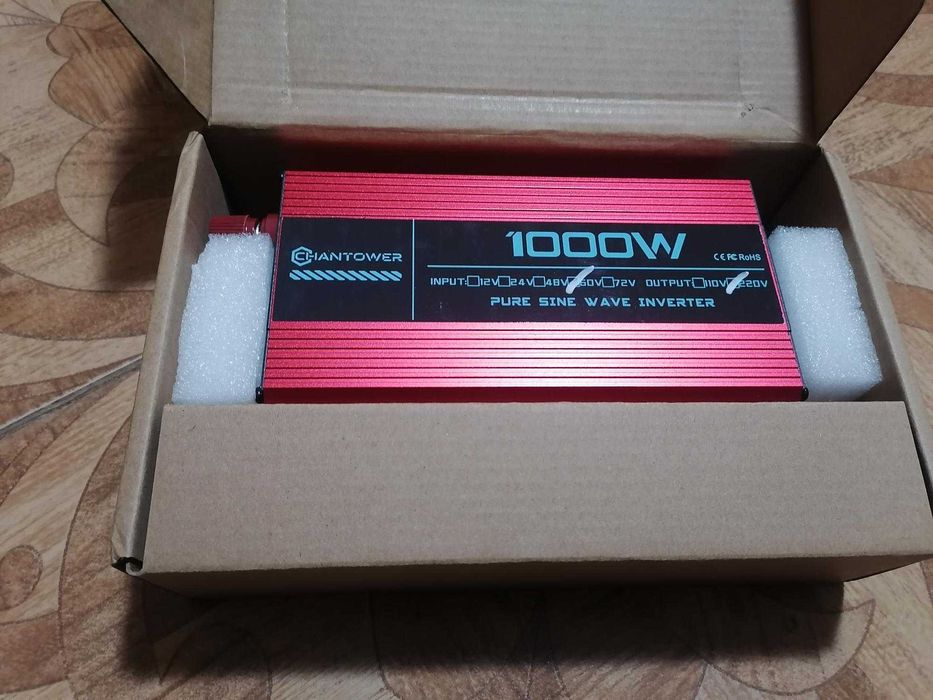 CHANTOWER
1000W
CE FC RoHS
INPUT:☐12V☐24V☐48V☑60V☐72V OUTPUT:☐110V☑220V
PURE SINE WAVE INVERTER